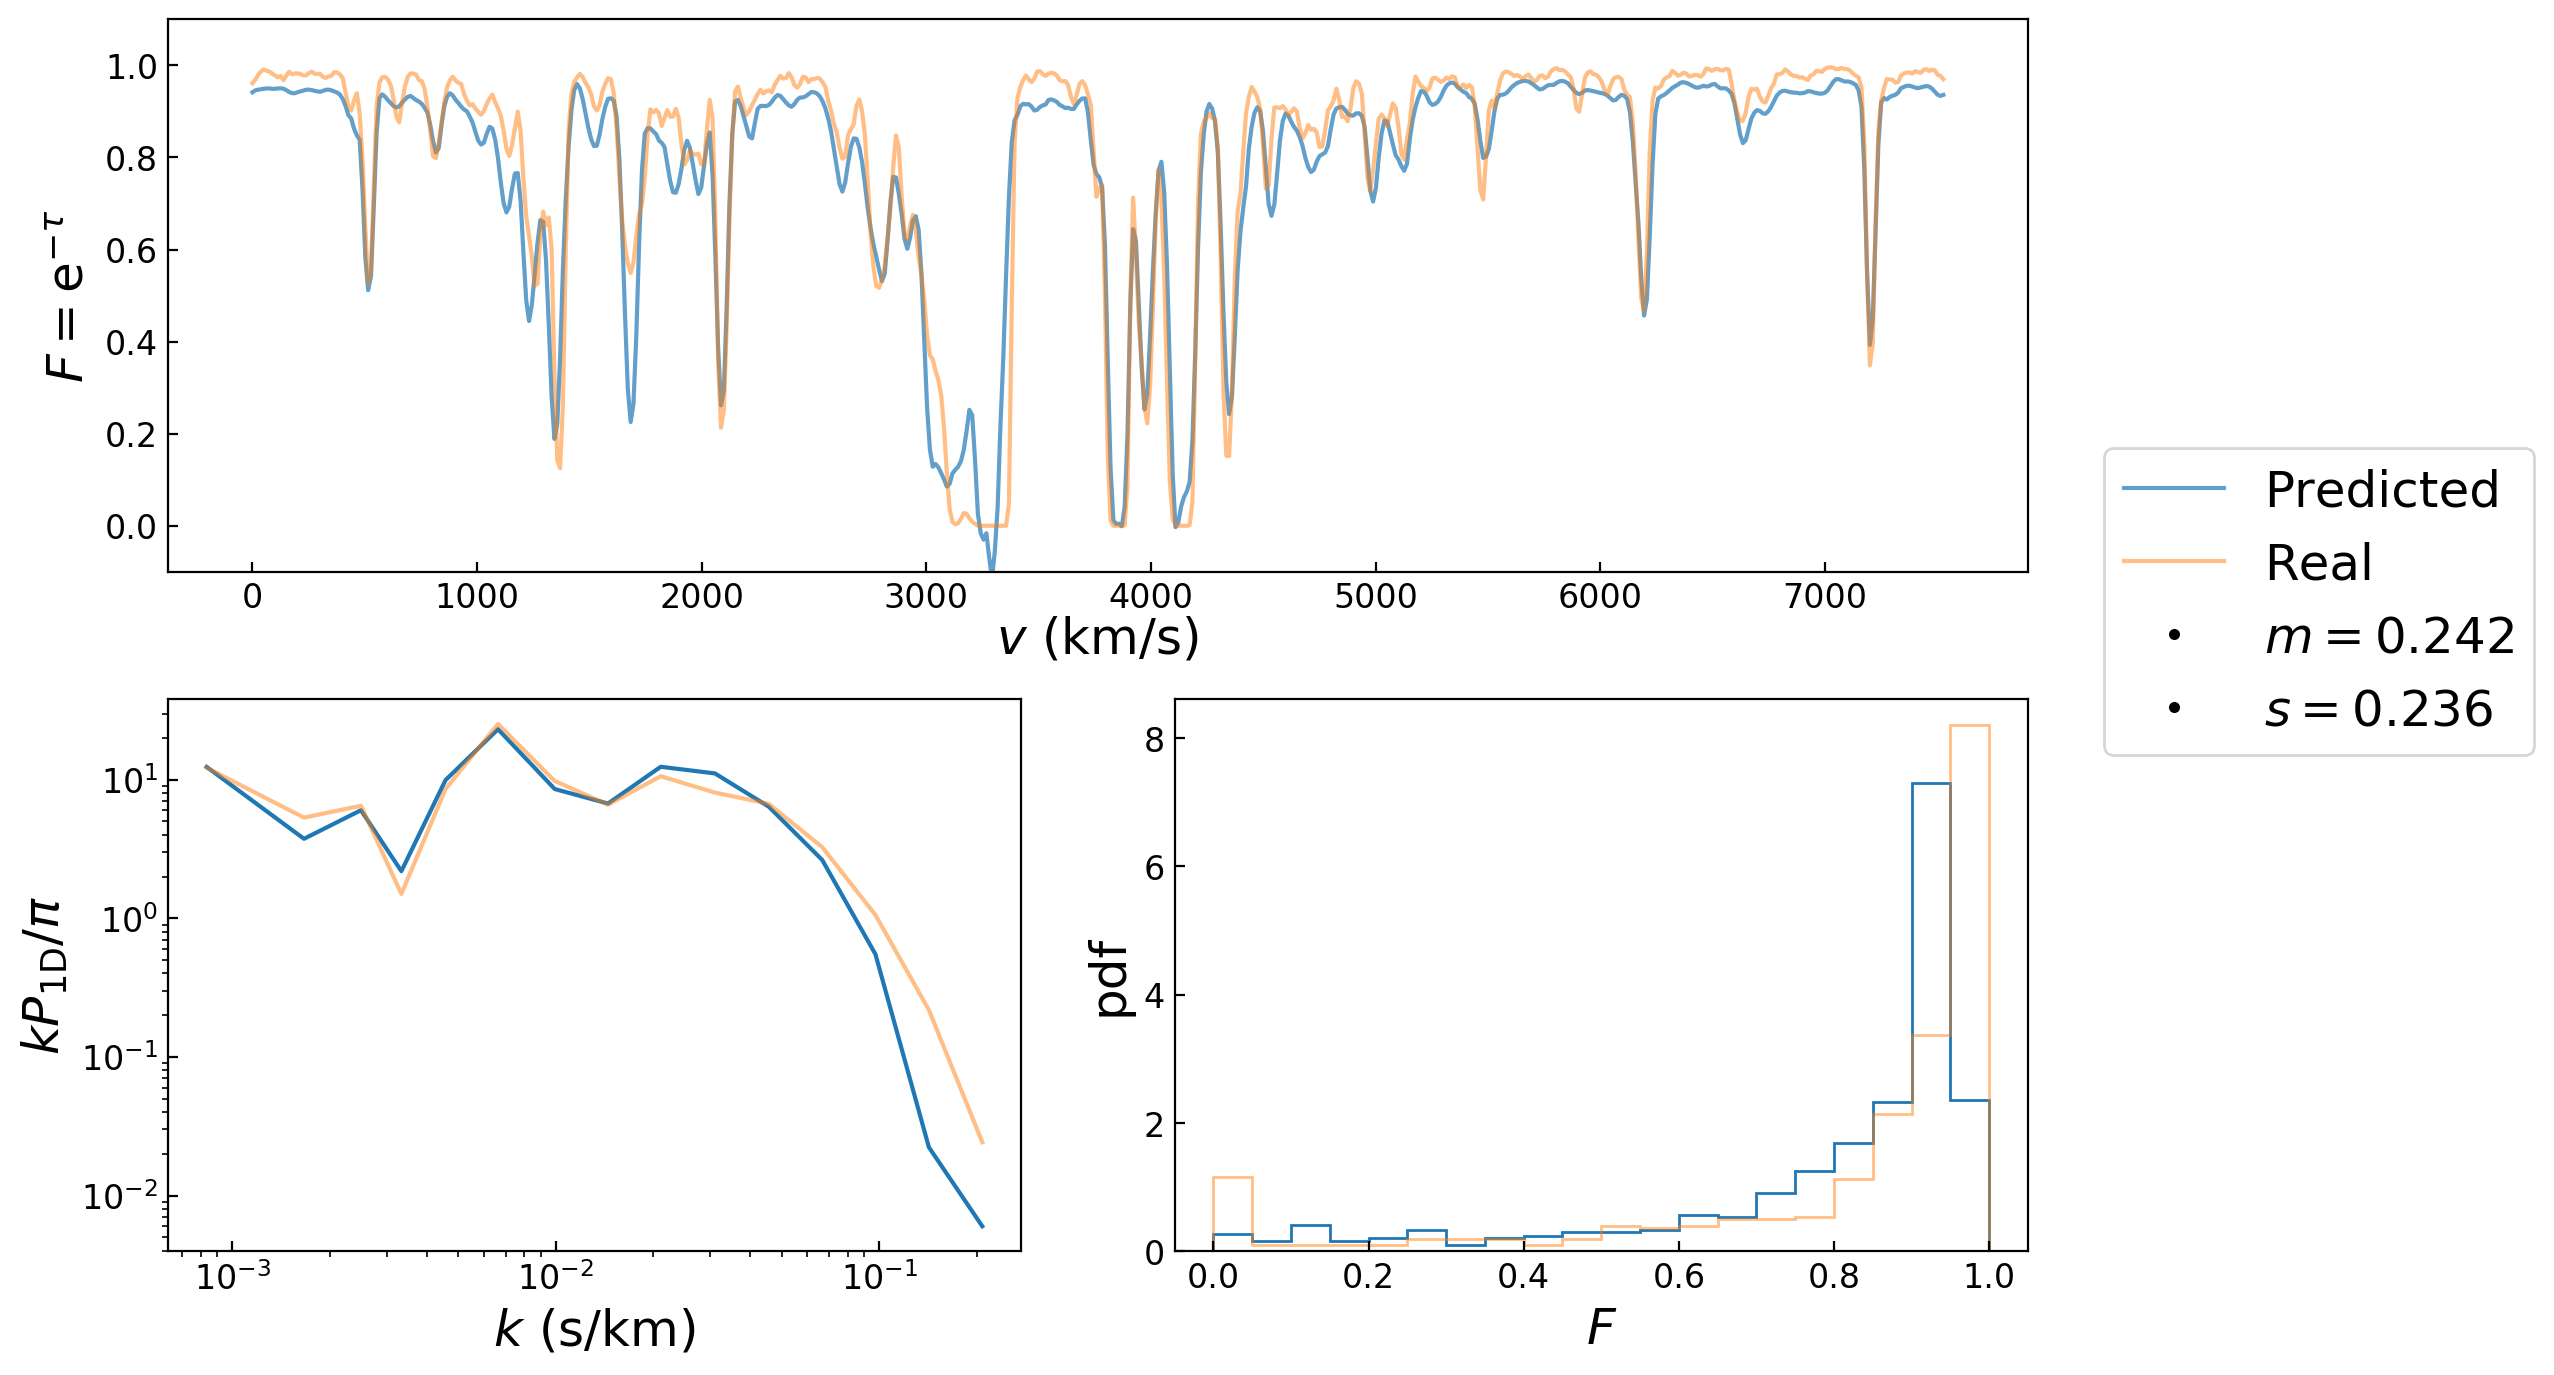 F = e^{-τ}
1.0
0.8
0.6
0.4
0.2
0.0
0 1000 2000 3000 4000 5000 6000 7000
v (km/s)
Predicted
Real
m = 0.242
s = 0.236
kP_{1D}/π
10^1
10^0
10^{-1}
10^{-2}
10^{-3} 10^{-2} 10^{-1}
k (s/km)
pdf
8
6
4
2
0
0.0 0.2 0.4 0.6 0.8 1.0
F